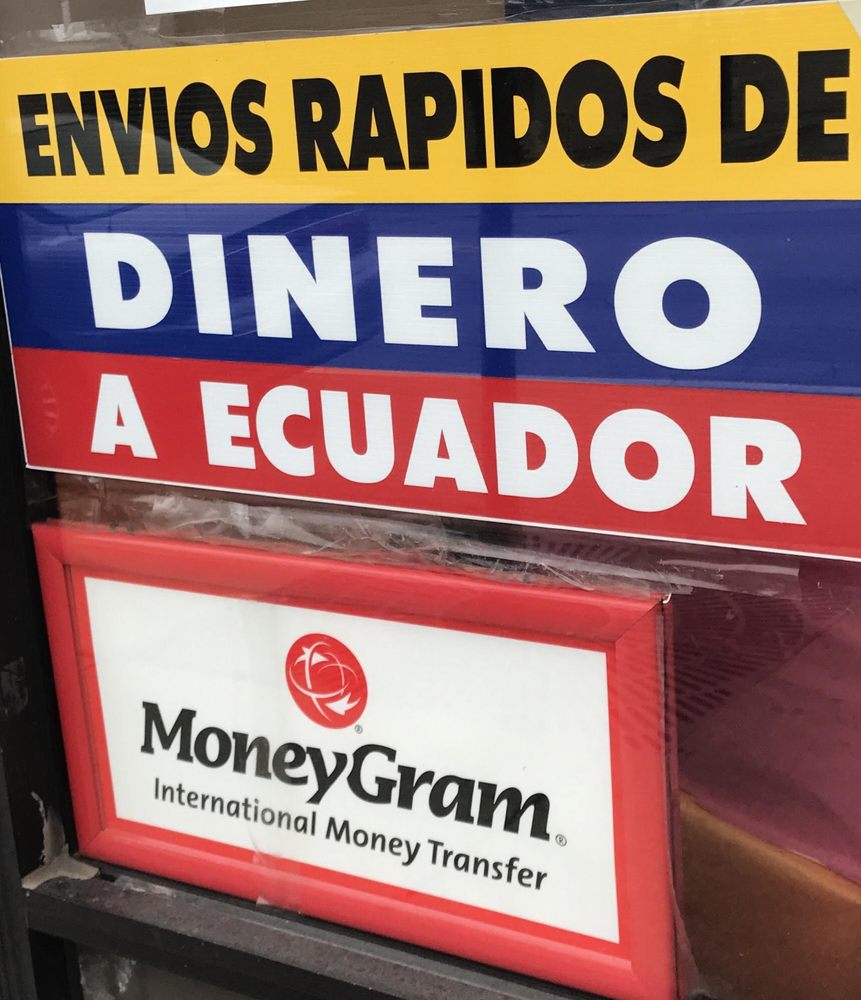 ENVIOS RAPIDOS DE
DINERO
A ECUADOR
MoneyGram®
International Money Transfer